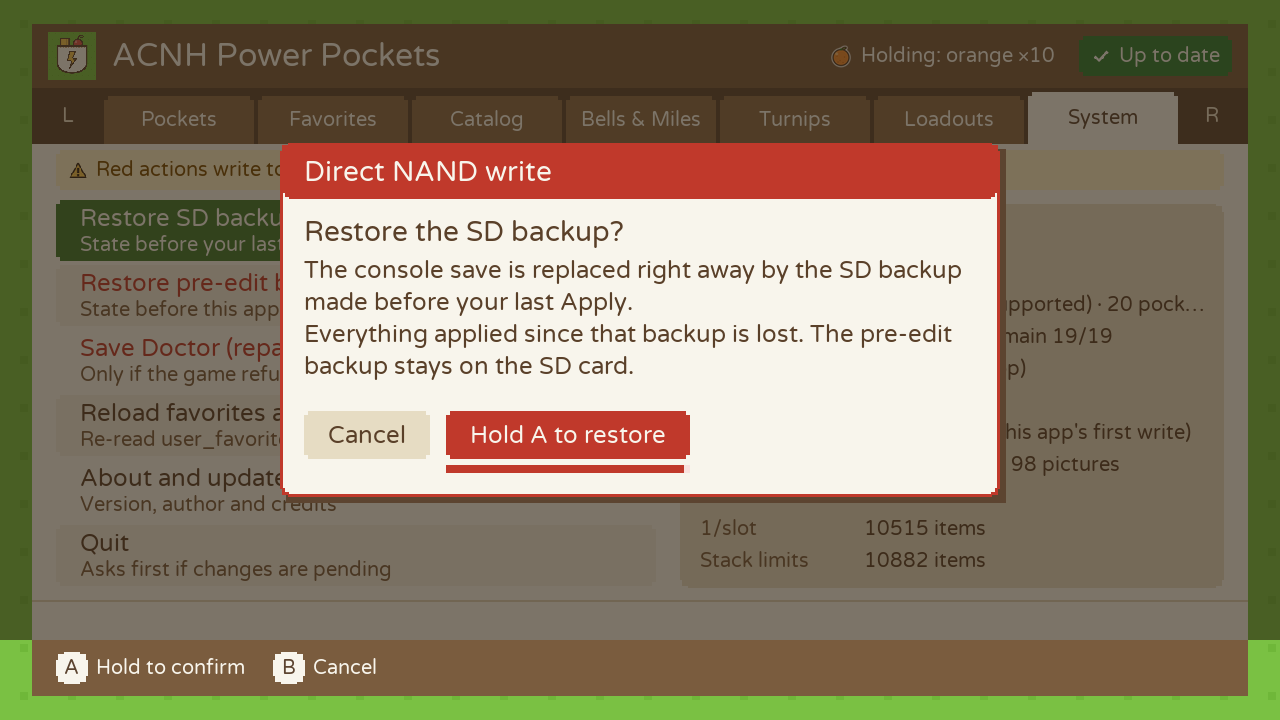 ACNH Power Pockets
Holding: orange ×10
Up to date
L
Pockets
Favorites
Catalog
Bells & Miles
Turnips
Loadouts
System
R
Red actions write to
Direct NAND write
Restore the SD backup?
The console save is replaced right away by the SD backup
made before your last Apply.
Everything applied since that backup is lost. The pre-edit
backup stays on the SD card.
Cancel
Hold A to restore
Restore SD backu
State before your last
Restore pre-edit b
State before this app
Save Doctor (repa
Only if the game refu
Reload favorites a
Re-read user_favorite
About and update
Version, author and credits
Quit
Asks first if changes are pending
upported) · 20 pock…
main 19/19
p)
his app's first write)
98 pictures
1/slot 10515 items
Stack limits 10882 items
A Hold to confirm
B Cancel